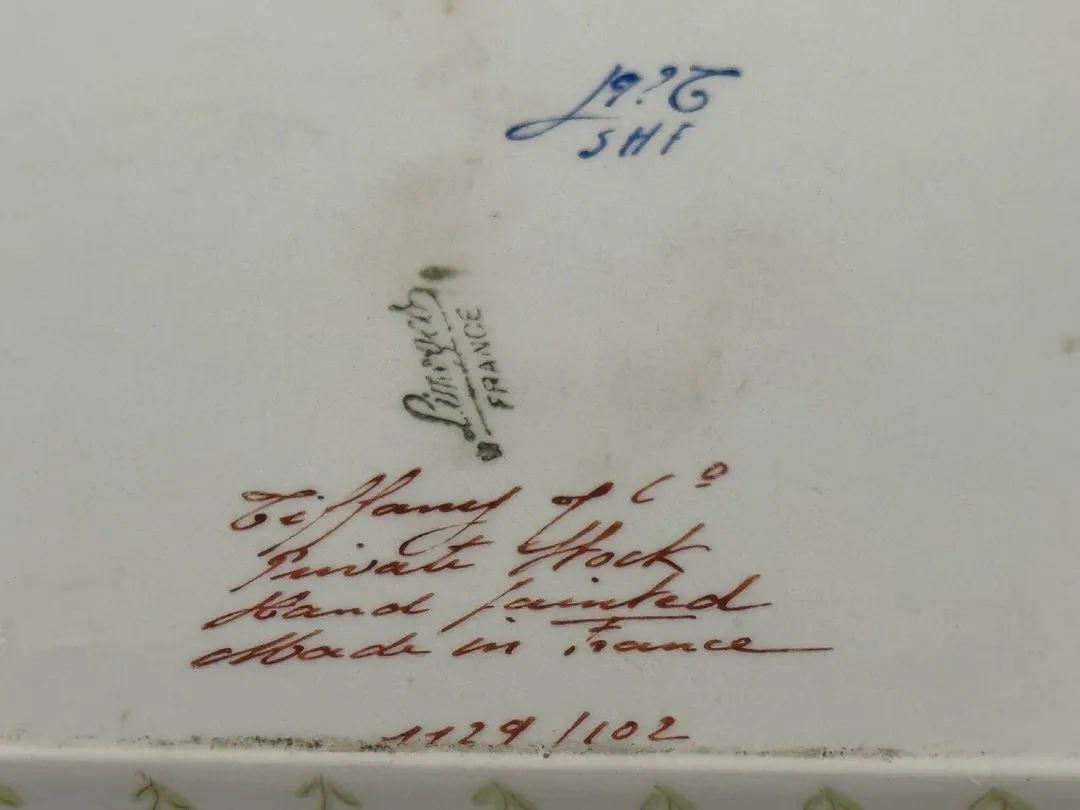 SHF
Limoges
FRANCE
Tiffany & Cº
Private Stock
Hand painted
Made in France
1129/102